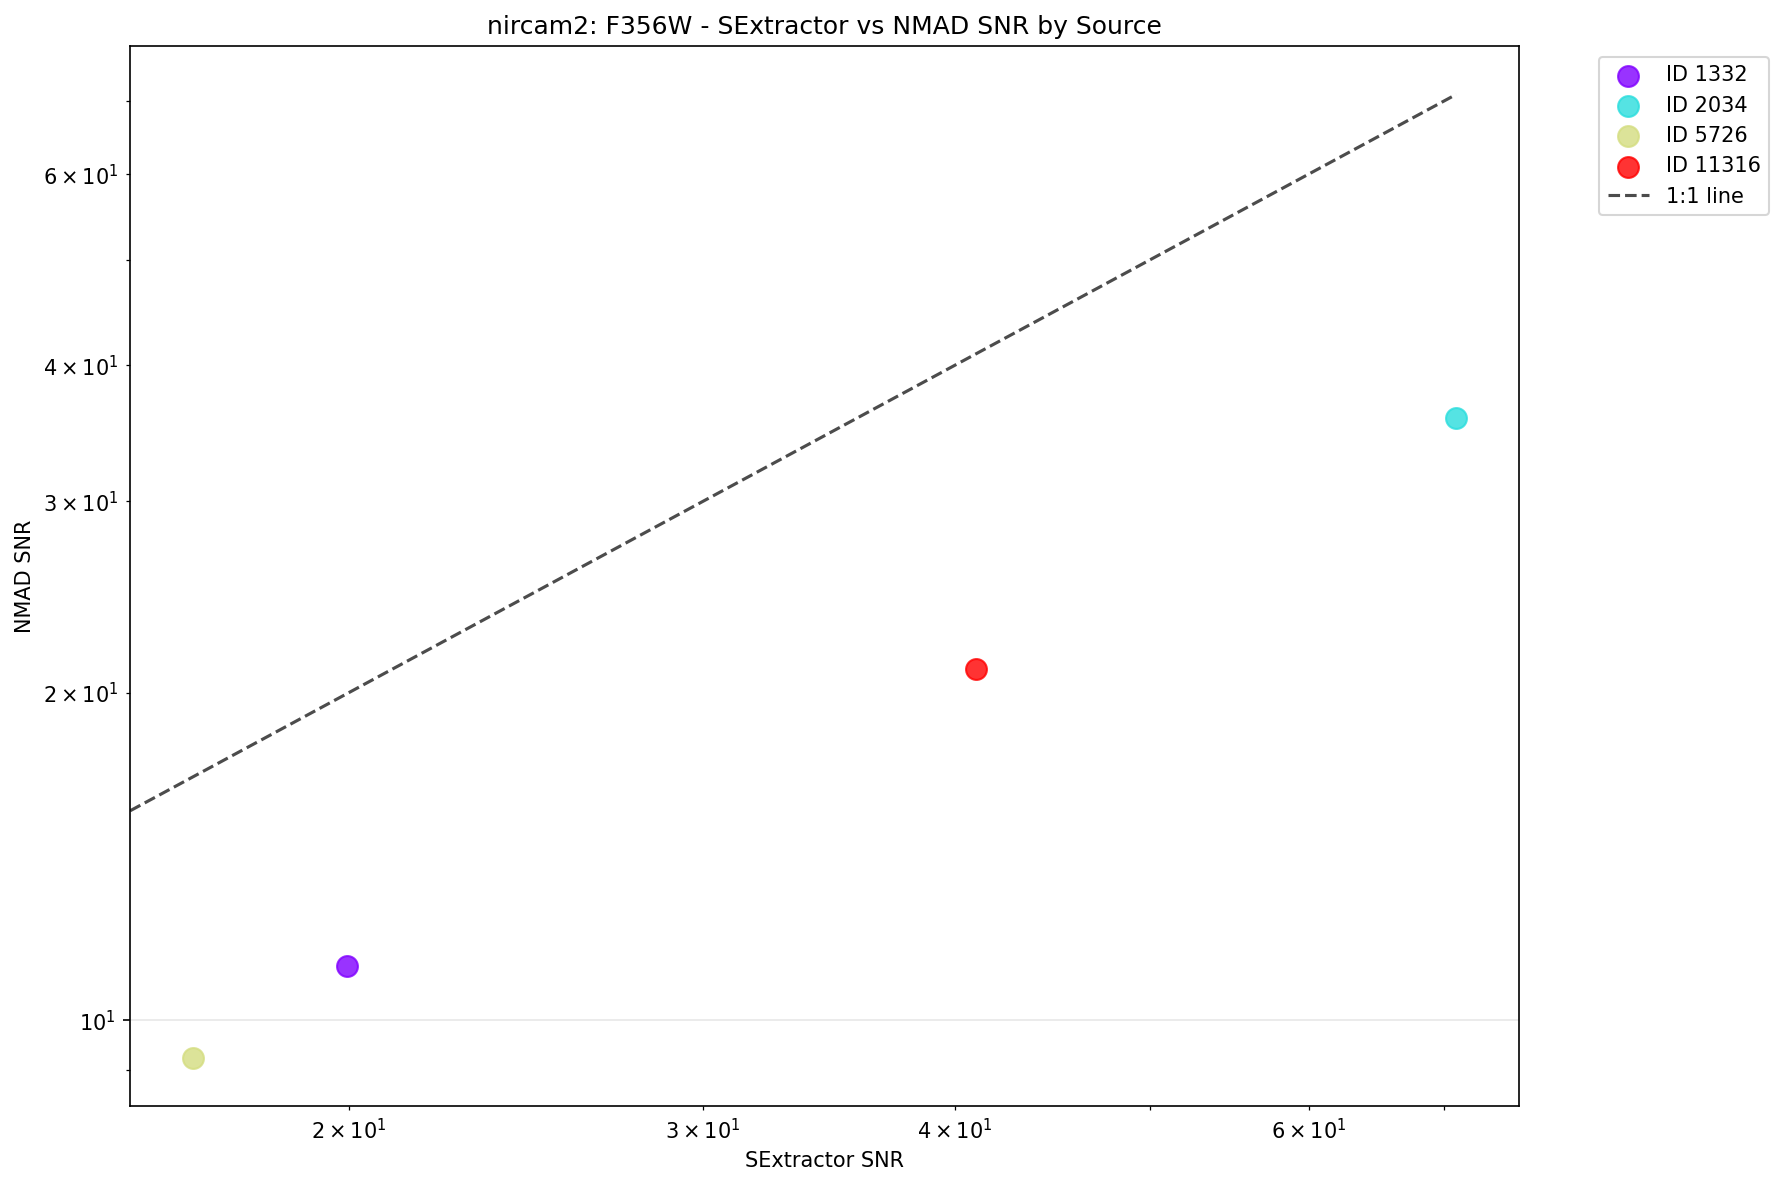 nircam2: F356W - SExtractor vs NMAD SNR by Source
ID 1332
ID 2034
ID 5726
ID 11316
1:1 line
NMAD SNR
6 × 10¹
4 × 10¹
3 × 10¹
2 × 10¹
10¹
2 × 10¹ 3 × 10¹ 4 × 10¹ 6 × 10¹
SExtractor SNR